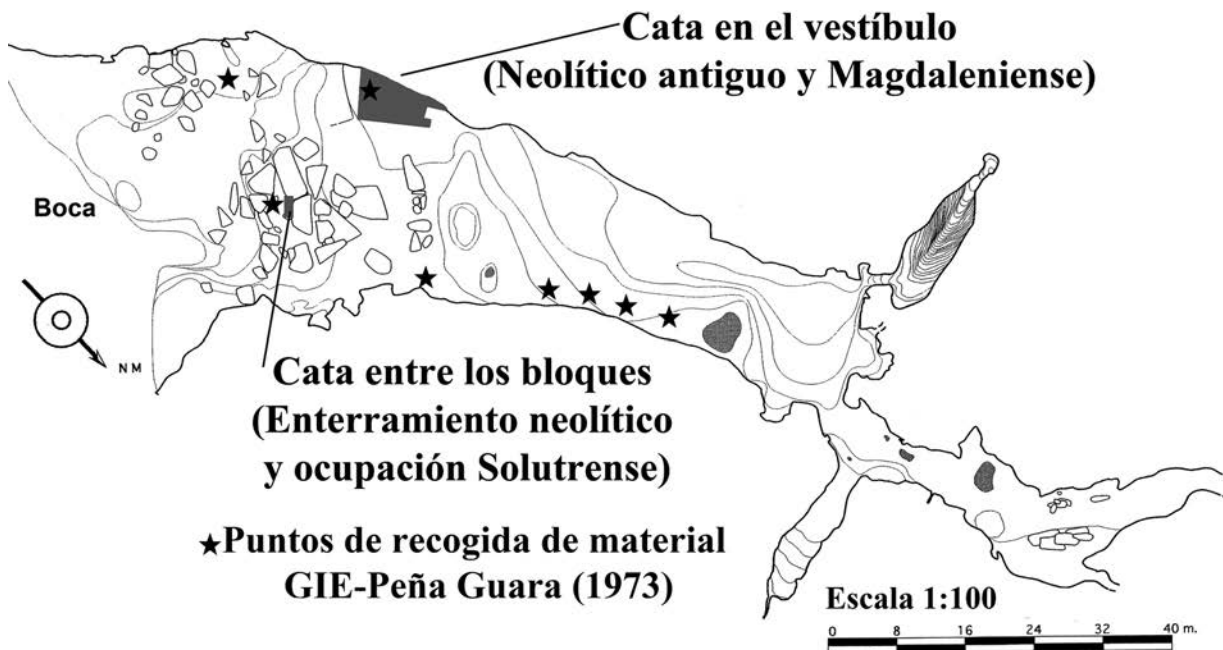 Cata en el vestíbulo
(Neolítico antiguo y Magdaleniense)
Boca
N M
Cata entre los bloques
(Enterramiento neolítico
y ocupación Solutrense)
★Puntos de recogida de material
GIE-Peña Guara (1973)
Escala 1:100
0 8 16 24 32 40 m.